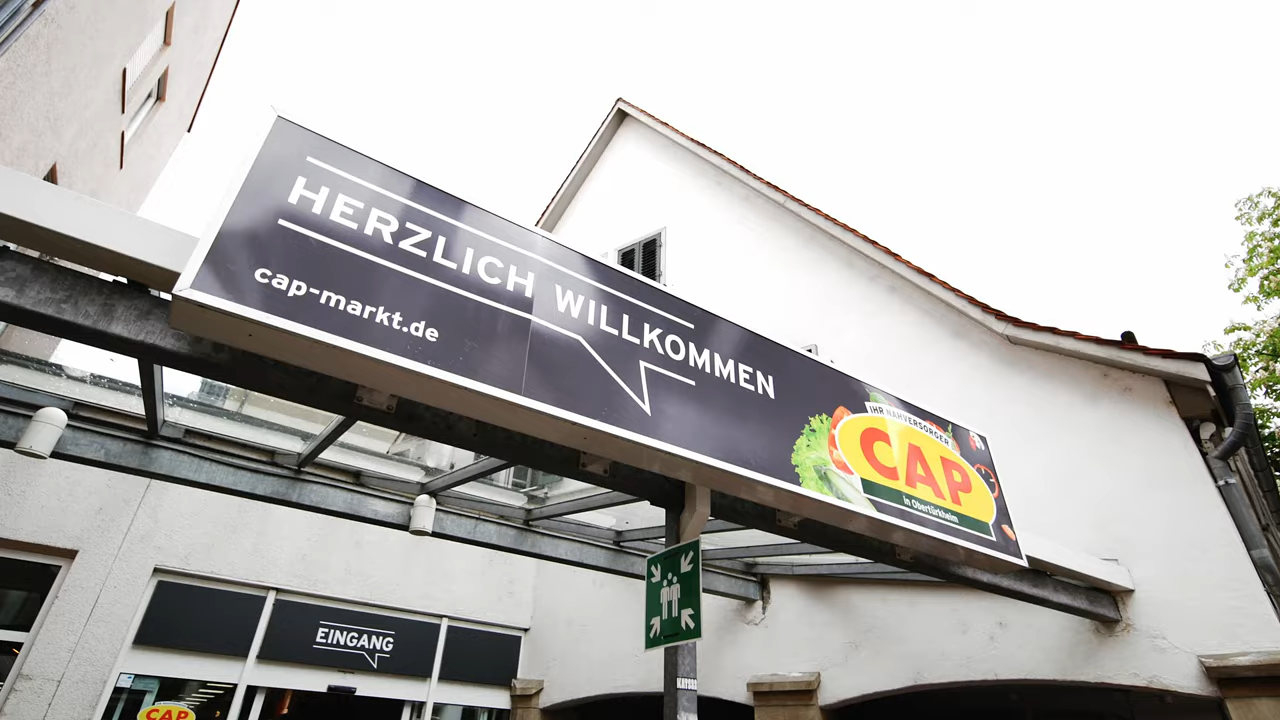 HERZLICH WILLKOMMEN
cap-markt.de
IHR NAHVERSORGER
CAP
in Obertürkheim
EINGANG
CAP